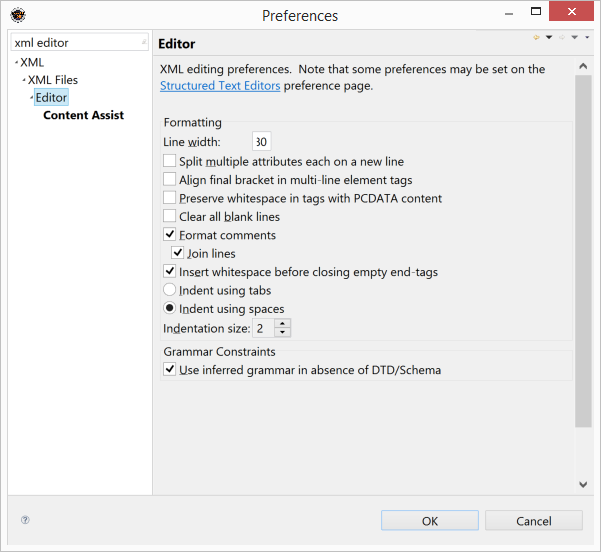 Preferences
xml editor
XML
XML Files
Editor
Content Assist
Editor
XML editing preferences.  Note that some preferences may be set on the
Structured Text Editors preference page.
Formatting
Line width:
Split multiple attributes each on a new line
Align final bracket in multi-line element tags
Preserve whitespace in tags with PCDATA content
Clear all blank lines
Format comments
Join lines
Insert whitespace before closing empty end-tags
Indent using tabs
Indent using spaces
Indentation size: 2
Grammar Constraints
Use inferred grammar in absence of DTD/Schema
?
OK
Cancel